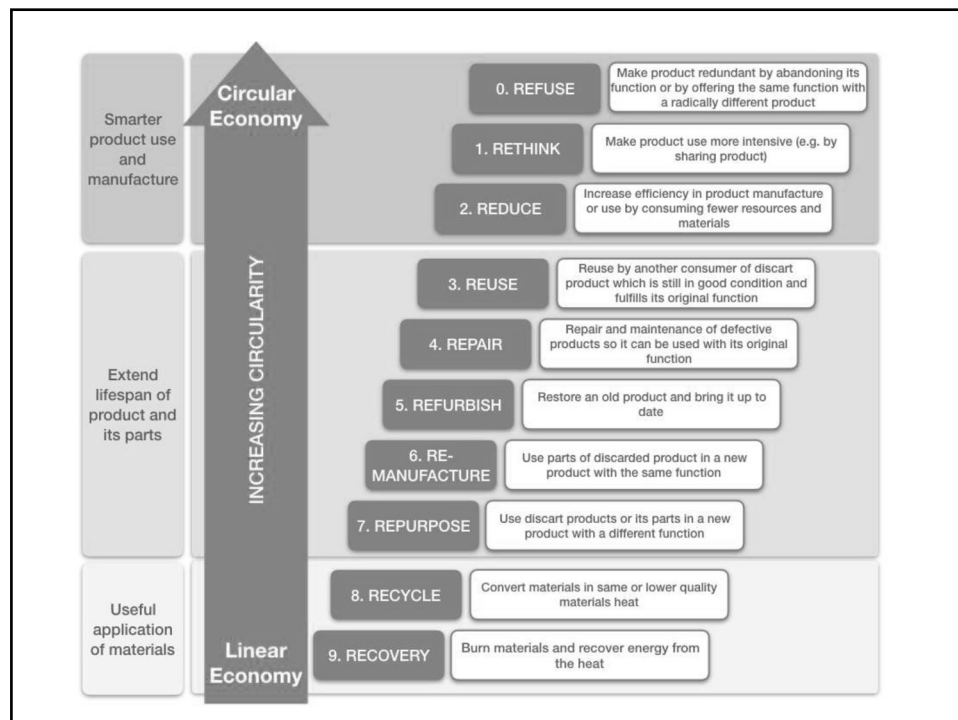 Circular
Economy
INCREASING CIRCULARITY
Linear
Economy
Smarter
product use
and
manufacture
0. REFUSE
Make product redundant by abandoning its
function or by offering the same function with
a radically different product
1. RETHINK
Make product use more intensive (e.g. by
sharing product)
2. REDUCE
Increase efficiency in product manufacture
or use by consuming fewer resources and
materials
Extend
lifespan of
product and
its parts
3. REUSE
Reuse by another consumer of discart
product which is still in good condition and
fulfills its original function
4. REPAIR
Repair and maintenance of defective
products so it can be used with its original
function
5. REFURBISH
Restore an old product and bring it up to
date
6. RE-
MANUFACTURE
Use parts of discarded product in a new
product with the same function
7. REPURPOSE
Use discart products or its parts in a new
product with a different function
Useful
application
of materials
8. RECYCLE
Convert materials in same or lower quality
materials heat
9. RECOVERY
Burn materials and recover energy from
the heat